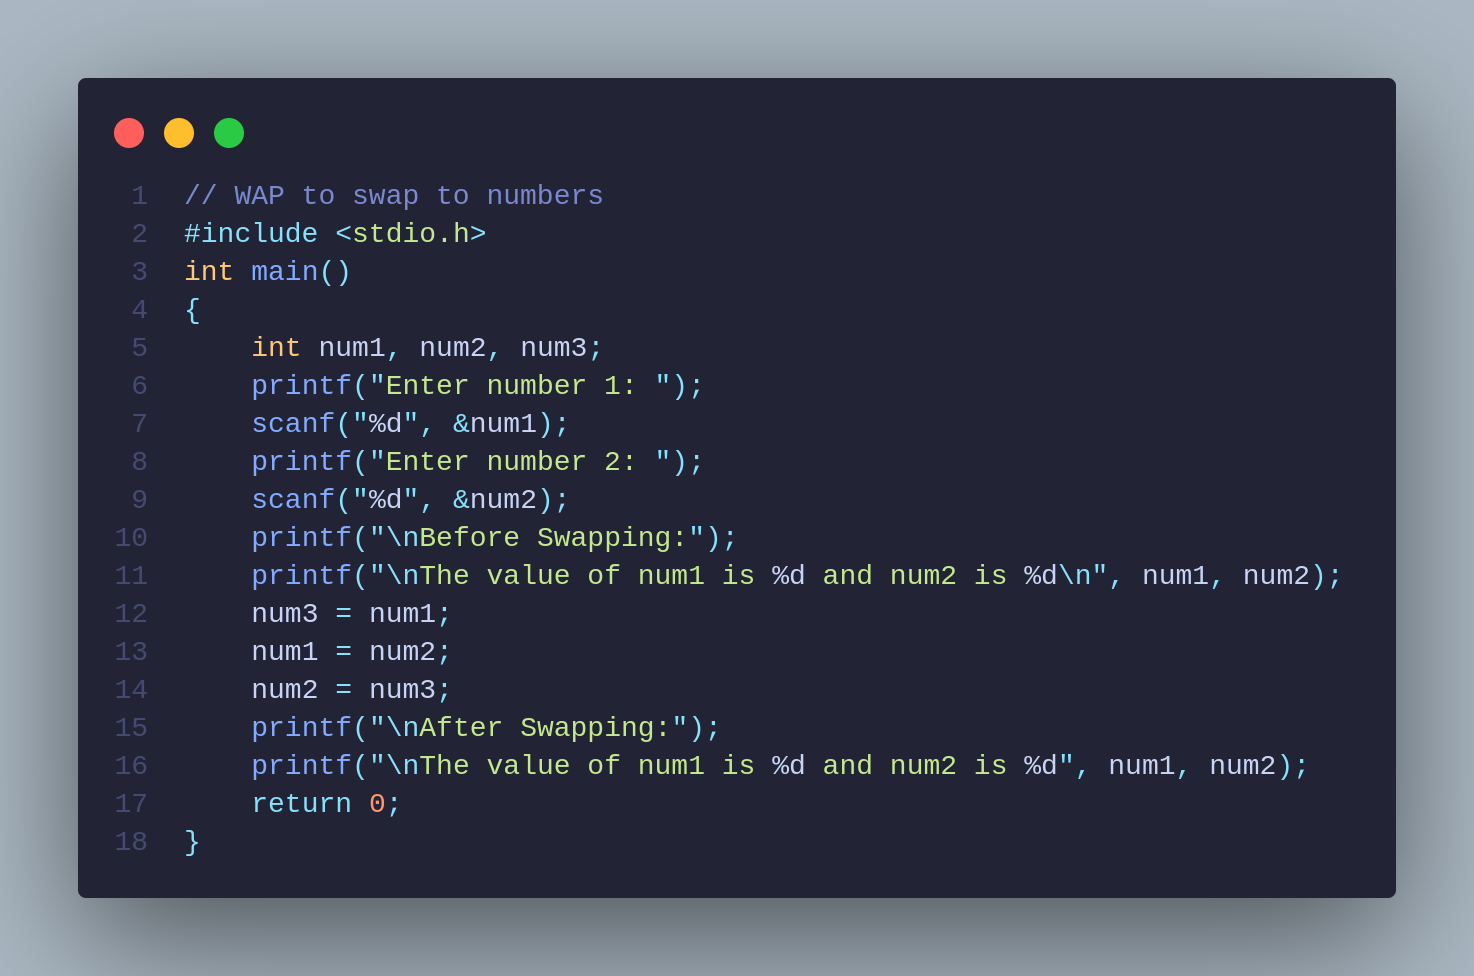 1 // WAP to swap to numbers
2 #include <stdio.h>
3 int main()
4 {
5     int num1, num2, num3;
6     printf("Enter number 1: ");
7     scanf("%d", &num1);
8     printf("Enter number 2: ");
9     scanf("%d", &num2);
10     printf("\nBefore Swapping:");
11     printf("\nThe value of num1 is %d and num2 is %d\n", num1, num2);
12     num3 = num1;
13     num1 = num2;
14     num2 = num3;
15     printf("\nAfter Swapping:");
16     printf("\nThe value of num1 is %d and num2 is %d", num1, num2);
17     return 0;
18 }